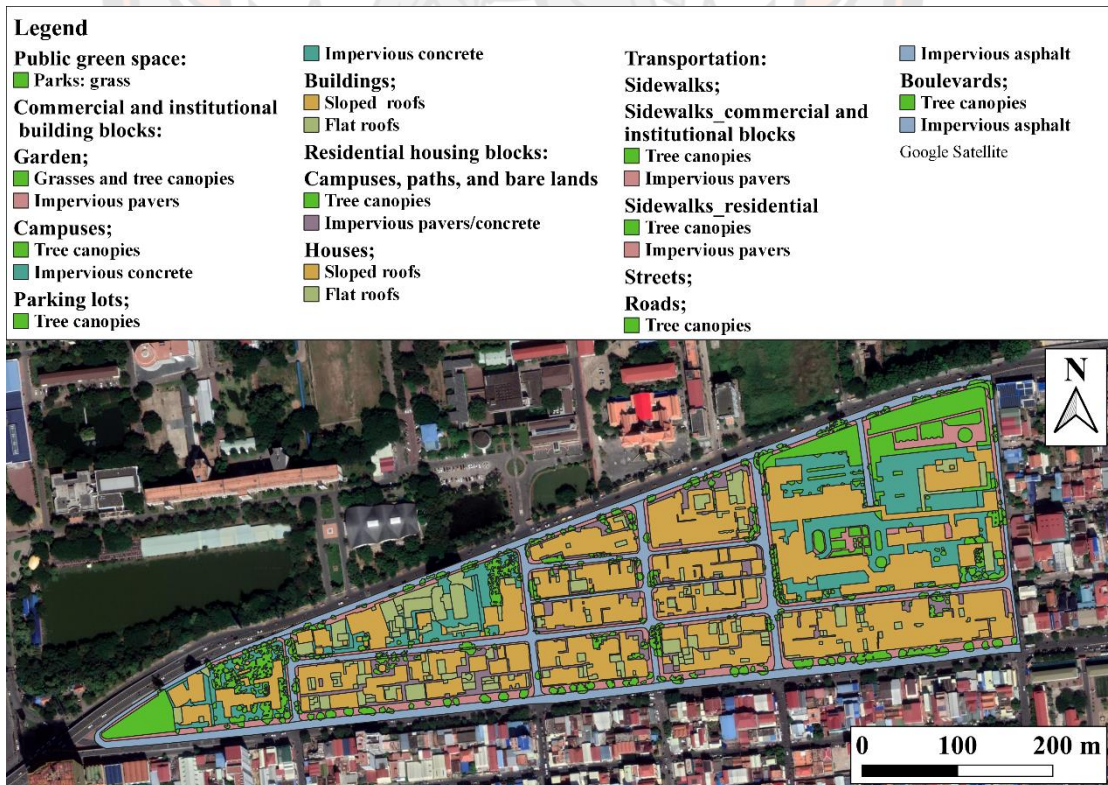 Legend
Public green space:
Parks: grass
Commercial and institutional
building blocks:
Garden;
Grasses and tree canopies
Impervious pavers
Campuses;
Tree canopies
Impervious concrete
Parking lots;
Tree canopies
Impervious concrete
Buildings;
Sloped roofs
Flat roofs
Residential housing blocks:
Campuses, paths, and bare lands
Tree canopies
Impervious pavers/concrete
Houses;
Sloped roofs
Flat roofs
Transportation:
Sidewalks;
Sidewalks_commercial and
institutional blocks
Tree canopies
Impervious pavers
Sidewalks_residential
Tree canopies
Impervious pavers
Streets;
Roads;
Tree canopies
Impervious asphalt
Boulevards;
Tree canopies
Impervious asphalt
Google Satellite
N
0 100 200 m